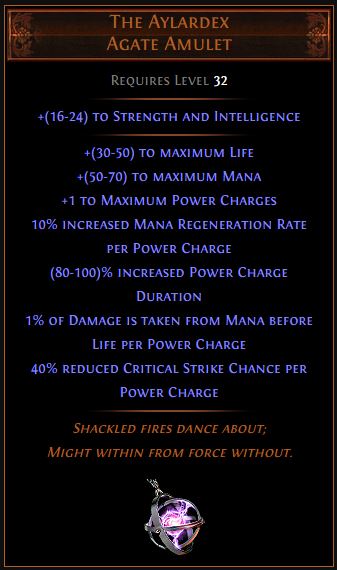 The Aylardex
Agate Amulet
Requires Level 32
+(16-24) to Strength and Intelligence
+(30-50) to maximum Life
+(50-70) to maximum Mana
+1 to Maximum Power Charges
10% increased Mana Regeneration Rate
per Power Charge
(80-100)% increased Power Charge
Duration
1% of Damage is taken from Mana before
Life per Power Charge
40% reduced Critical Strike Chance per
Power Charge
Shackled fires dance about;
Might within from force without.